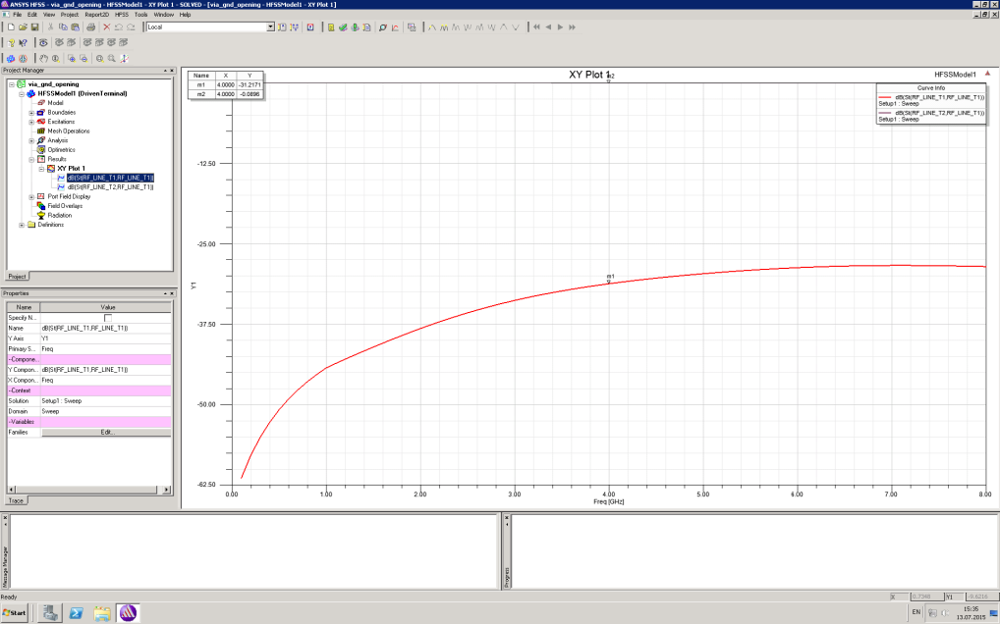 ANSYS HFSS - via_gnd_opening - HFSSModel1 - XY Plot 1 - SOLVED - [via_gnd_opening - HFSSModel1 - XY Plot 1]
File Edit View Project Report2D HFSS Tools Window Help
Local
Project Manager
via_gnd_opening
HFSSModel1 (DrivenTerminal)
Model
Boundaries
Excitations
Mesh Operations
Analysis
Optimetrics
Results
XY Plot 1
dB(St(RF_LINE_T1,RF_LINE_T1))
dB(St(RF_LINE_T2,RF_LINE_T1))
Port Field Display
Field Overlays
Radiation
Definitions
Project
Properties
Name Value
Specify N...
Name dB(St(RF_LINE_T1,RF_LINE_T1))
Y Axis Y1
Primary S... Freq
--Compone...
Y Compon... dB(St(RF_LINE_T1,RF_LINE_T1))
X Compon... Freq
--Context
Solution Setup1 : Sweep
Domain Sweep
--Variables
Families Edit...
Trace
Name X Y
m1 4.0000 -31.2171
m2 4.0000 -0.0896
XY Plot 1
m2
HFSSModel1
Curve Info
dB(St(RF_LINE_T1,RF_LINE_T1))
Setup1 : Sweep
dB(St(RF_LINE_T2,RF_LINE_T1))
Setup1 : Sweep
-12.50
-25.00
-37.50
-50.00
-62.50
Y1
m1
0.00 1.00 2.00 3.00 4.00 5.00 6.00 7.00 8.00
Freq [GHz]
Message Manager
Progress
Ready
X 0.7348 Y1 -9.6216
Start
EN
15:35
13.07.2015